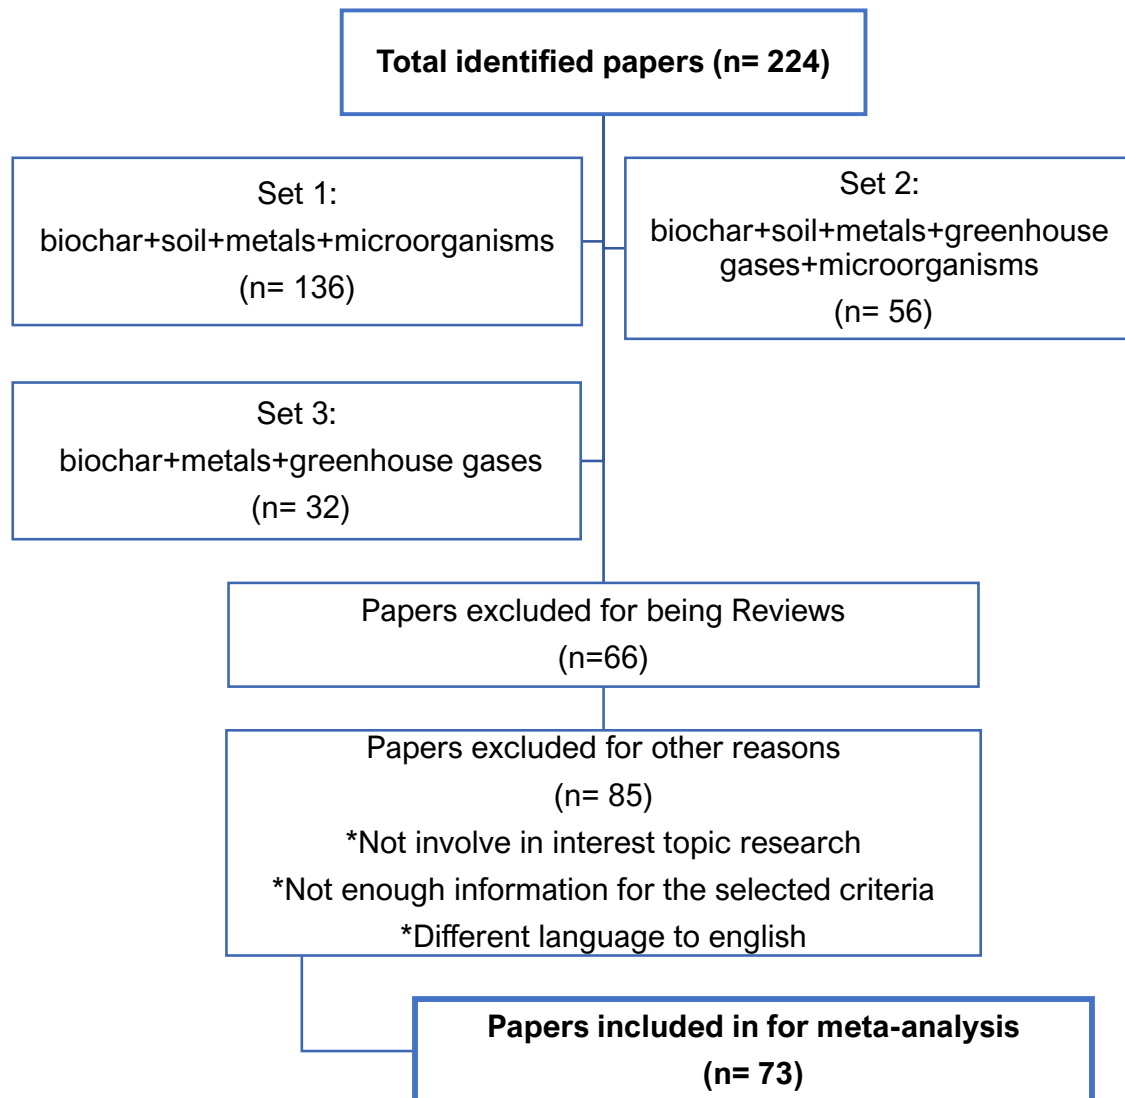 Total identified papers (n= 224)
Set 1:
biochar+soil+metals+microorganisms
(n= 136)
Set 2:
biochar+soil+metals+greenhouse
gases+microorganisms
(n= 56)
Set 3:
biochar+metals+greenhouse gases
(n= 32)
Papers excluded for being Reviews
(n=66)
Papers excluded for other reasons
(n= 85)
*Not involve in interest topic research
*Not enough information for the selected criteria
*Different language to english
Papers included in for meta-analysis
(n= 73)